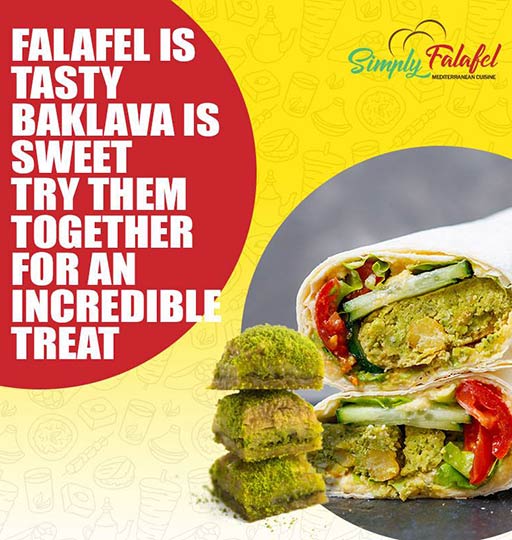 FALAFEL IS
TASTY
BAKLAVA IS
SWEET
TRY THEM
TOGETHER
FOR AN
INCREDIBLE
TREAT
Simply Falafel
MEDITERRANEAN CUISINE